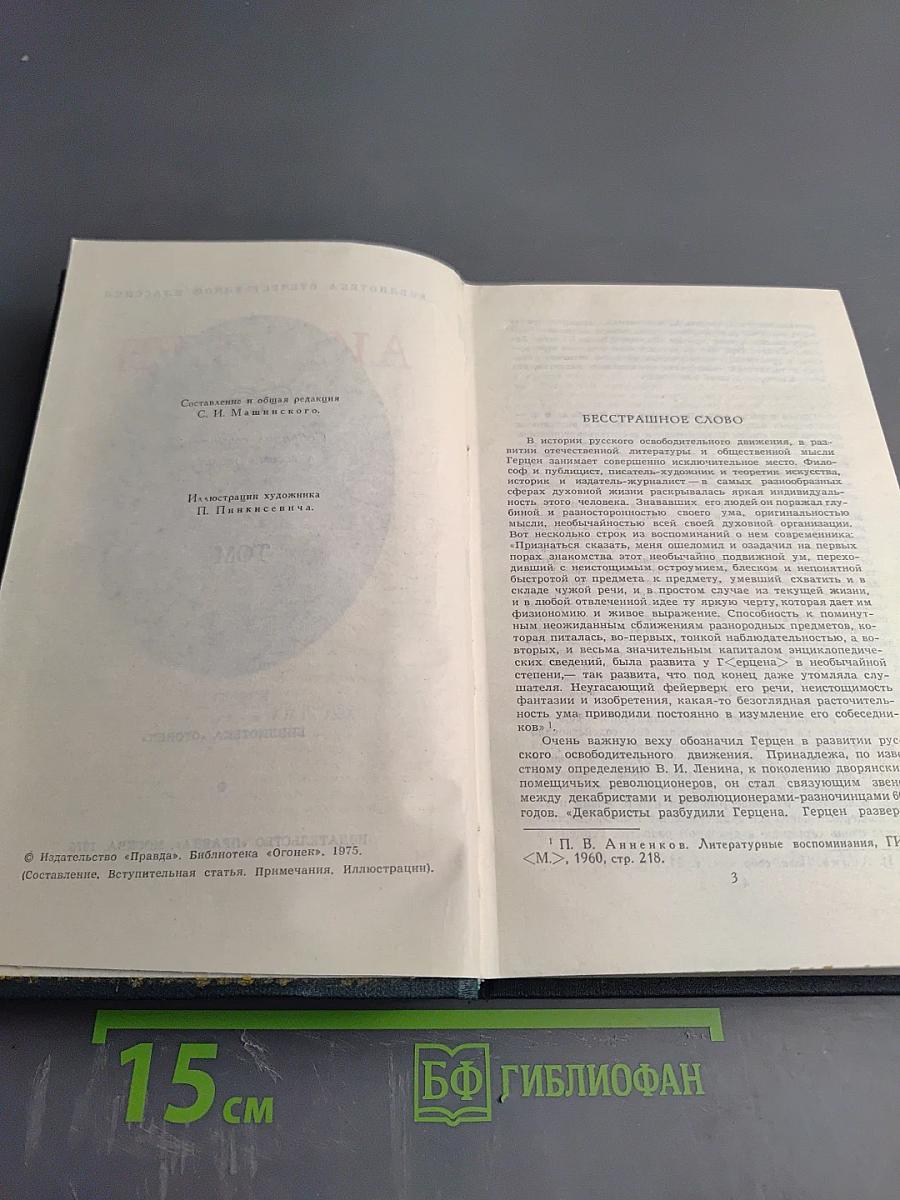 Составление и общая редакция
С. И. Машинского.
Иллюстрации художника
П. Пинкисевича.
© Издательство «Правда». Библиотека «Огонек». 1975.
(Составление. Вступительная статья. Примечания. Иллюстрации).
БЕССТРАШНОЕ СЛОВО
В истории русского освободительного движения, в раз-
витии отечественной литературы и общественной мысли
Герцен занимает совершенно исключительное место. Фило-
соф и публицист, писатель-художник и теоретик искусства,
историк и издатель-журналист — в самых разнообразных
сферах духовной жизни раскрывалась яркая индивидуаль-
ность этого человека. Знававших его людей он поражал глу-
биной и разносторонностью своего ума, оригинальностью
мысли, необычайностью всей своей духовной организации.
Вот несколько строк из воспоминаний о нем современника:
«Признаться сказать, меня ошеломил и озадачил на первых
порах знакомства этот необычайно подвижной ум, перехо-
дивший с неистощимым остроумием, блеском и непонятной
быстротой от предмета к предмету, умевший схватить и в
складе чужой речи, и в простом случае из текущей жизни,
и в любой отвлеченной идее ту яркую черту, которая дает им
физиономию и живое выражение. Способность к поминут-
ным неожиданным сближениям разнородных предметов, ко-
торая питалась, во-первых, тонкой наблюдательностью, а во-
вторых, и весьма значительным капиталом энциклопедиче-
ских сведений, была развита у Г<ерцена> в необычайной
степени,— так развита, что под конец даже утомляла слу-
шателя. Неугасающий фейерверк его речи, неистощимость
фантазии и изобретения, какая-то безоглядная расточитель-
ность ума приводили постоянно в изумление его собеседни-
ков»¹.
Очень важную веху обозначил Герцен в развитии рус-
ского освободительного движения. Принадлежа, по изве-
стному определению В. И. Ленина, к поколению дворянски
помещичьих революционеров, он стал связующим звено
между декабристами и революционерами-разночинцами 60
годов. «Декабристы разбудили Герцена. Герцен развер
¹ П. В. Анненков. Литературные воспоминания, ГИ
<М.>, 1960, стр. 218.
3
15 см
БФ ГИБЛИОФАН